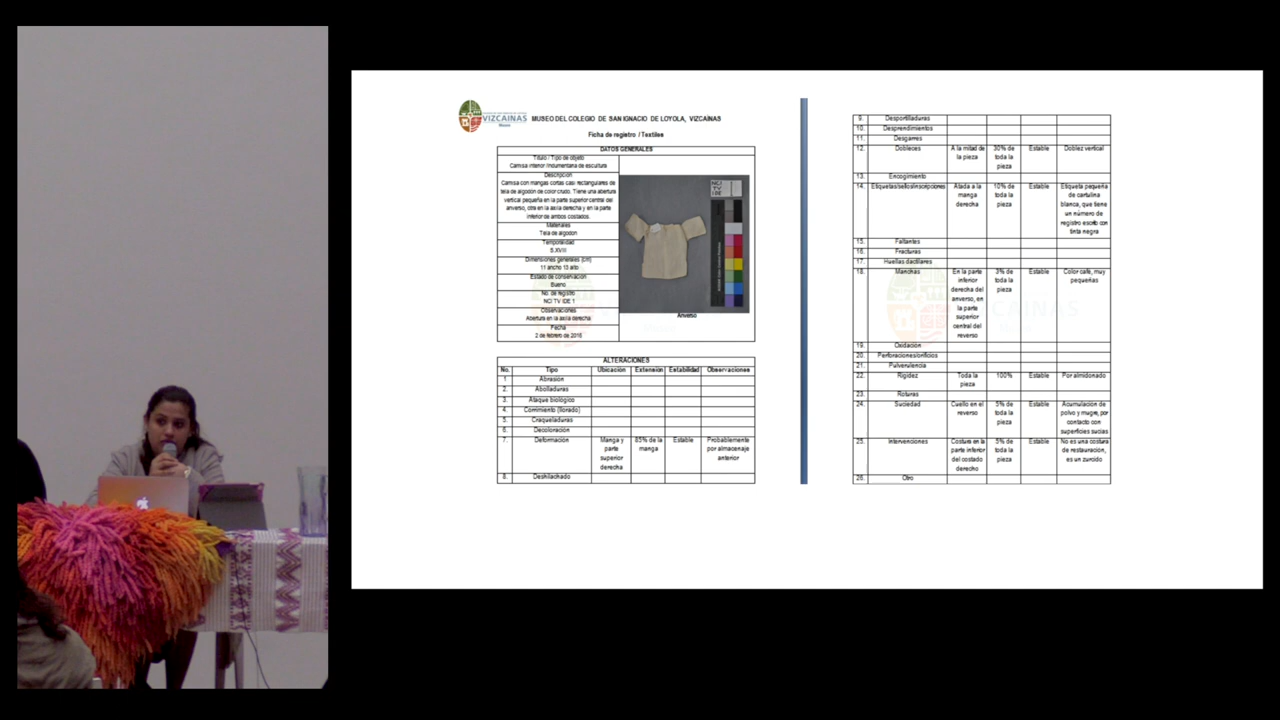 VIZCAINAS
MUSEO DEL COLEGIO DE SAN IGNACIO DE LOYOLA, VIZCAÍNAS
Ficha de registro / Textiles
DATOS GENERALES
Título / Tipo de objeto
Camisa interior /indumentaria de escultura
Descripción
Camisa con mangas cortas casi rectangulares de
tela de algodón de color crudo. Tiene una abertura
vertical pequeña en la parte superior central del
anverso, otra en la axila derecha y en la parte
inferior de ambos costados.
Materiales
Tela de algodón
Temporalidad
S.XVIII
Dimensiones generales (cm)
Estado de conservación
Bueno
No. de registro
NCI TV IDE 1
Observaciones
Abertura en la axila derecha
Fecha
2 de febrero de 2016
NCI
TV
IDE
Anverso
ALTERACIONES
No. Tipo Ubicación Extensión Estabilidad Observaciones
1. Abrasión
2. Abolladuras
3. Ataque biológico
4. Corrimiento (llorado)
5. Craqueladuras
6. Decoloración
7. Deformación Manga y 85% de la Estable Probablemente
parte manga por almacenaje
superior anterior
derecha
8. Deshilachado
9. Desportilladuras
10. Desprendimientos
11. Desgarres
12. Dobleces A la mitad de 30% de Estable Doblez vertical
la pieza toda la
pieza
13. Encogimiento
14. Etiquetas/sellos/inscripciones Atada a la 10% de Estable Etiqueta pequeña
manga toda la de cartulina
derecha pieza blanca, que tiene
un número de
registro escrito con
tinta negra
15. Faltantes
16. Fracturas
17. Huellas dactilares
18. Manchas En la parte 3% de Estable Color café, muy
inferior toda la pequeñas
derecha del pieza
anverso, en
la parte
superior
central del
reverso
19. Oxidación
20. Perforaciones/orificios
21. Pulverulencia
22. Rigidez Toda la 100% Estable Por almidonado
pieza
23. Roturas
24. Suciedad Cuello en el 5% de Estable Acumulación de
reverso toda la polvo y mugre, por
pieza contacto con
superficies sucias
25. Intervenciones Costura en la 5% de Estable No es una costura
parte inferior toda la de restauración,
del costado pieza es un zurcido
derecho
26. Otro